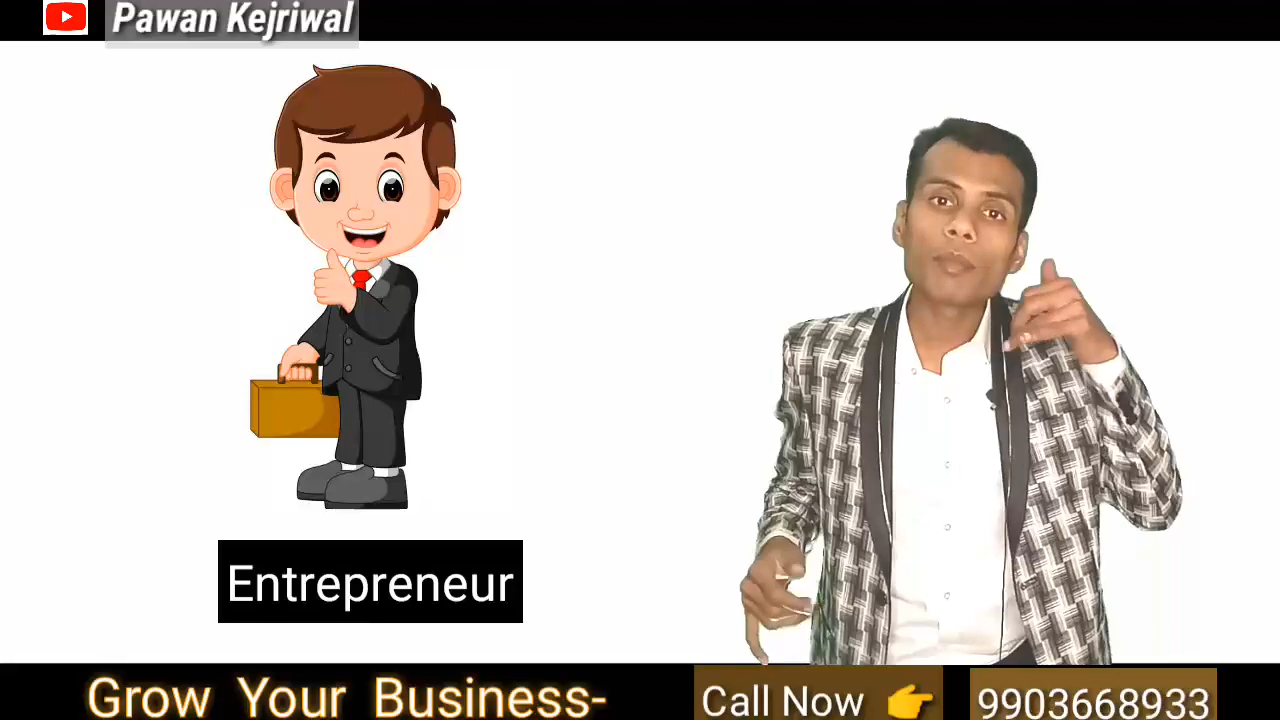 Pawan Kejriwal
Entrepreneur
Grow Your Business- Call Now 👉 9903668933